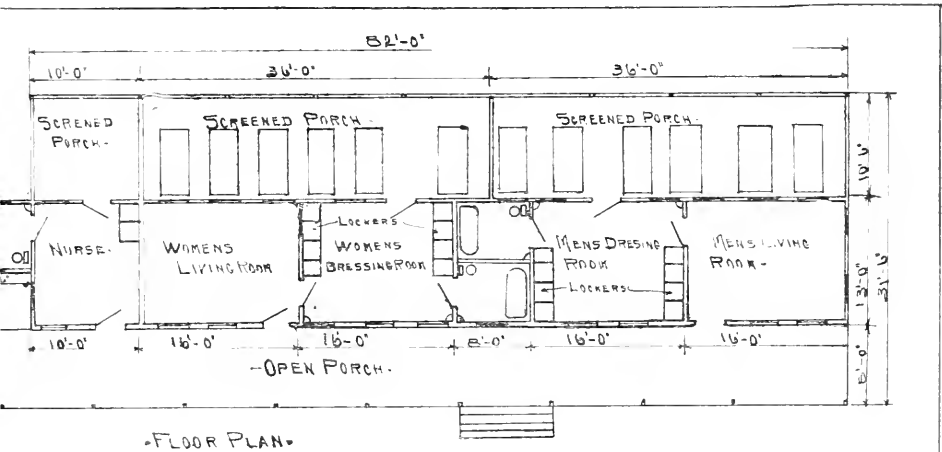 82'-0"
10'-0" 36'-0" 36'-0"
SCREENED
PORCH-
SCREENED PORCH-
SCREENED PORCH-
10'6"
NURSE-
WOMENS
LIVING ROOM
LOCKERS
WOMENS
DRESSING ROOM
MENS DRESING
ROOM
LOCKERS
MENS LIVING
ROOM-
13'-0"
31'-6"
10'-0" 16'-0" 16'-0" 8'-0" 16'-0" 16'-0"
8'-0"
-OPEN PORCH-
-FLOOR PLAN-